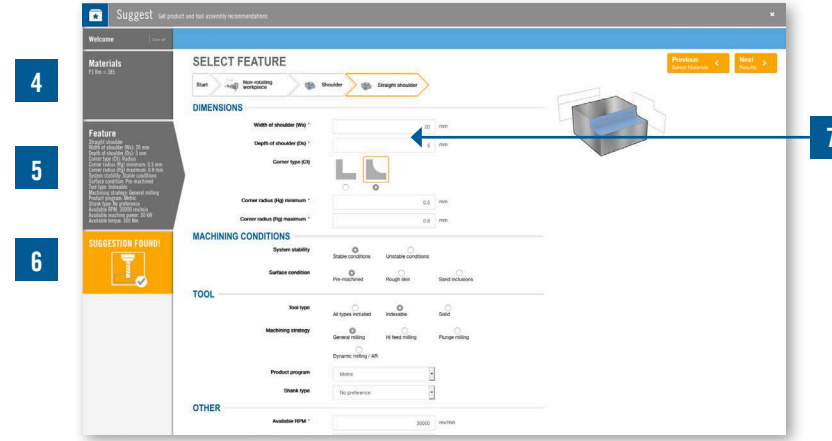 Suggest Get product and tool assembly recommendations
×
Welcome
4
Materials
P1 Rm = 385
SELECT FEATURE
Previous
Select Materials
Next
Results
Start
Non-rotating
workpiece
Shoulder
Straight shoulder
DIMENSIONS
Width of shoulder (Ws) * 20 mm
Depth of shoulder (Ds) * 5 mm
7
Corner type (Ct)
5
Feature
Straight shoulder
Width of shoulder (Ws): 20 mm
Depth of shoulder (Ds): 5 mm
Corner type (Ct): Radius
Corner radius (Rg) minimum: 0.5 mm
Corner radius (Rg) maximum: 0.8 mm
System stability: Stable conditions
Surface condition: Pre-machined
Tool type: Indexable
Machining strategy: General milling
Product program: Metric
Shank type: No preference
Available RPM: 30000 rev/min
Available machine power: 10 kW
Available torque: 100 Nm
Corner radius (Rg) minimum * 0.5 mm
Corner radius (Rg) maximum * 0.8 mm
6
SUGGESTION FOUND!
MACHINING CONDITIONS
System stability
Stable conditions Unstable conditions
Surface condition
Pre-machined Rough skin Sand inclusions
TOOL
Tool type
All types included Indexable Solid
Machining strategy
General milling Hi feed milling Plunge milling
Dynamic milling / AFI
Product program Metric
Shank type No preference
OTHER
Available RPM * 30000 rev/min